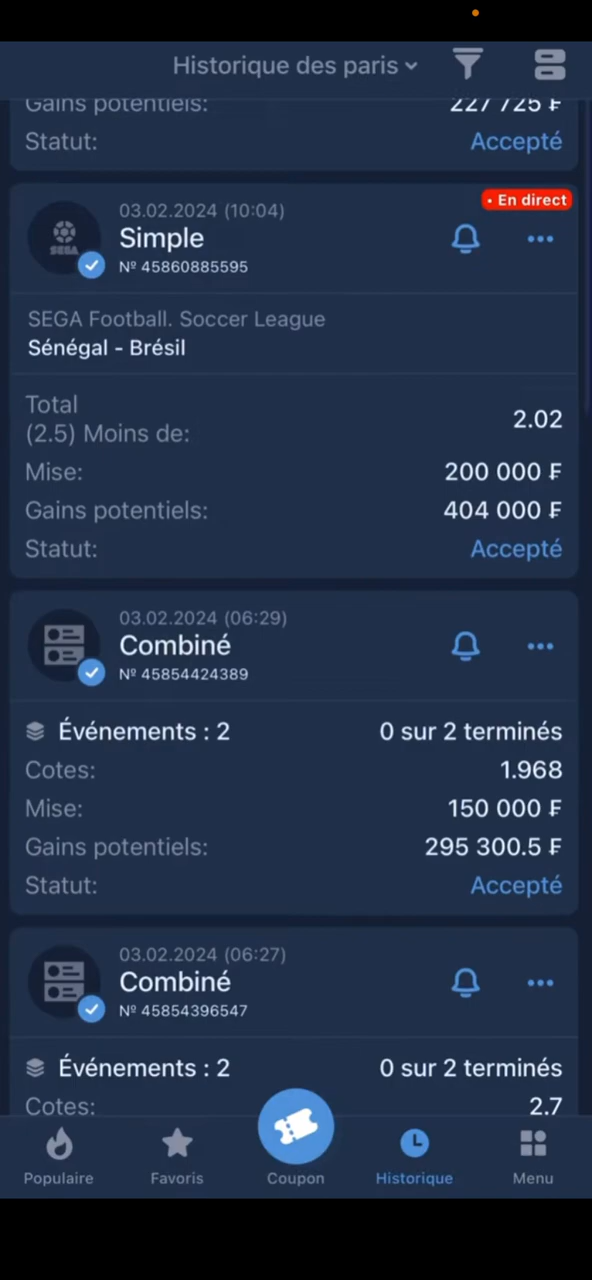 Historique des paris
Gains potentiels: 227 725 ₣
Statut: Accepté
En direct
03.02.2024 (10:04)
Simple
Nº 45860885595
SEGA
SEGA Football. Soccer League
Sénégal - Brésil
Total
(2.5) Moins de: 2.02
Mise: 200 000 ₣
Gains potentiels: 404 000 ₣
Statut: Accepté
03.02.2024 (06:29)
Combiné
Nº 45854424389
Événements : 2 0 sur 2 terminés
Cotes: 1.968
Mise: 150 000 ₣
Gains potentiels: 295 300.5 ₣
Statut: Accepté
03.02.2024 (06:27)
Combiné
Nº 45854396547
Événements : 2 0 sur 2 terminés
Cotes: 2.7
Populaire Favoris Coupon Historique Menu